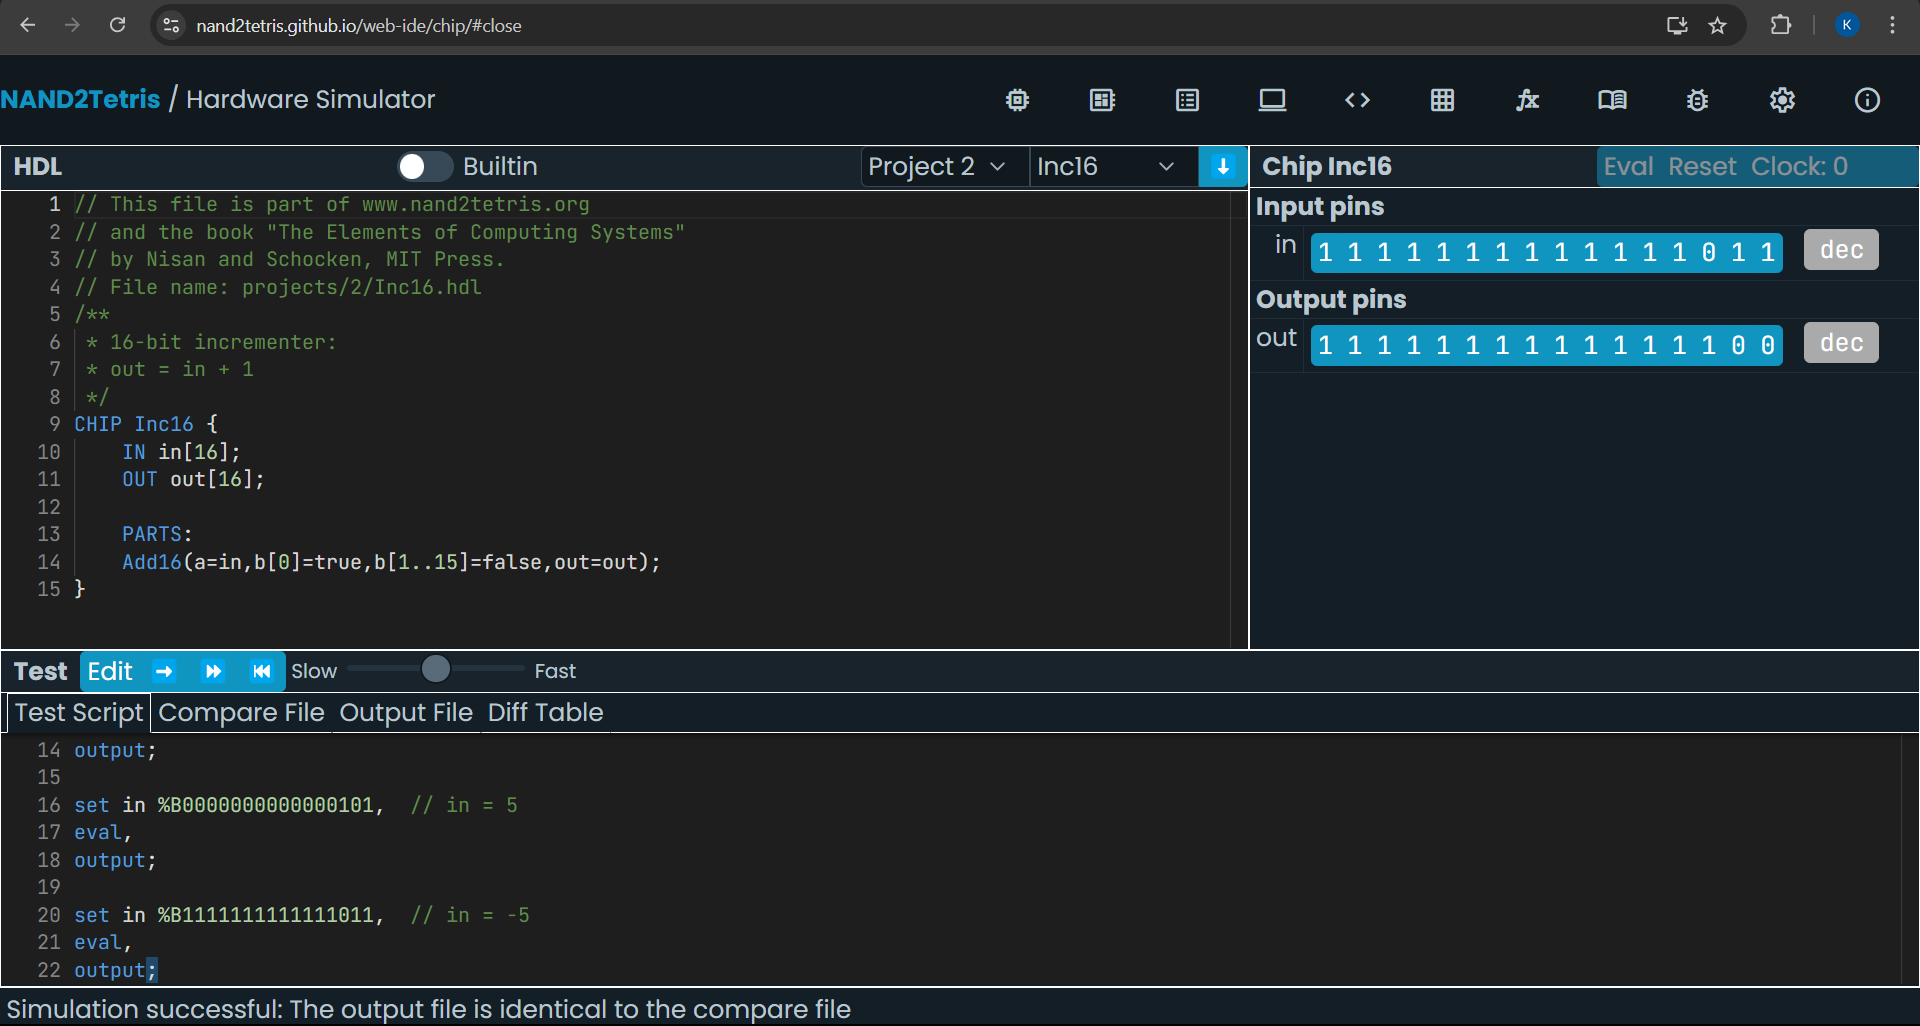 nand2tetris.github.io/web-ide/chip/#close
K
NAND2Tetris / Hardware Simulator
HDL Builtin Project 2 Inc16
1 // This file is part of www.nand2tetris.org
2 // and the book "The Elements of Computing Systems"
3 // by Nisan and Schocken, MIT Press.
4 // File name: projects/2/Inc16.hdl
5 /**
6 * 16-bit incrementer:
7 * out = in + 1
8 */
9 CHIP Inc16 {
10 IN in[16];
11 OUT out[16];
12
13 PARTS:
14 Add16(a=in,b[0]=true,b[1..15]=false,out=out);
15 }
Chip Inc16 Eval Reset Clock: 0
Input pins
in 1 1 1 1 1 1 1 1 1 1 1 1 1 0 1 1 dec
Output pins
out 1 1 1 1 1 1 1 1 1 1 1 1 1 1 0 0 dec
Test Edit Slow Fast
Test Script Compare File Output File Diff Table
14 output;
15
16 set in %B0000000000000101, // in = 5
17 eval,
18 output;
19
20 set in %B1111111111111011, // in = -5
21 eval,
22 output;
Simulation successful: The output file is identical to the compare file